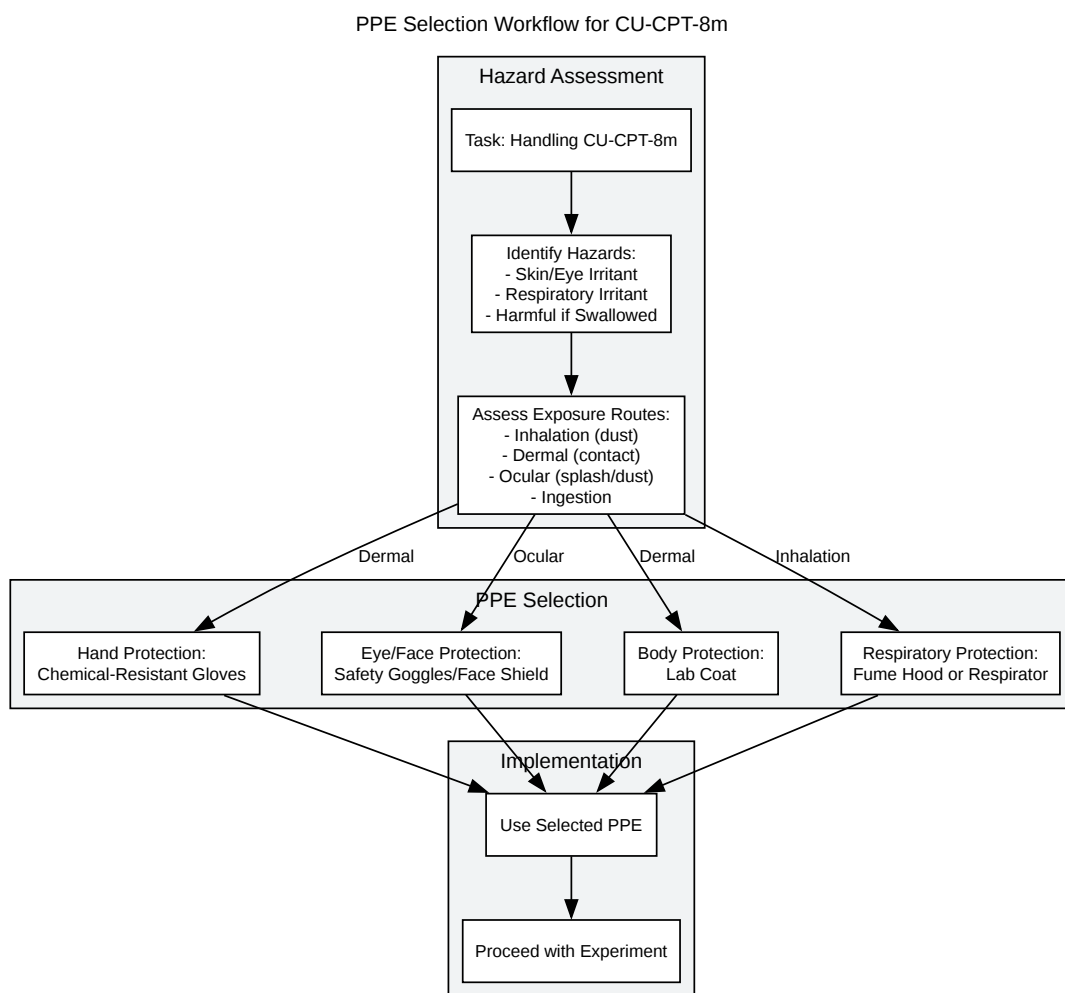 PPE Selection Workflow for CU-CPT-8m
Hazard Assessment
Task: Handling CU-CPT-8m
Identify Hazards:
- Skin/Eye Irritant
- Respiratory Irritant
- Harmful if Swallowed
Assess Exposure Routes:
- Inhalation (dust)
- Dermal (contact)
- Ocular (splash/dust)
- Ingestion
Dermal
Ocular
Dermal
Inhalation
PPE Selection
Hand Protection:
Chemical-Resistant Gloves
Eye/Face Protection:
Safety Goggles/Face Shield
Body Protection:
Lab Coat
Respiratory Protection:
Fume Hood or Respirator
Implementation
Use Selected PPE
Proceed with Experiment